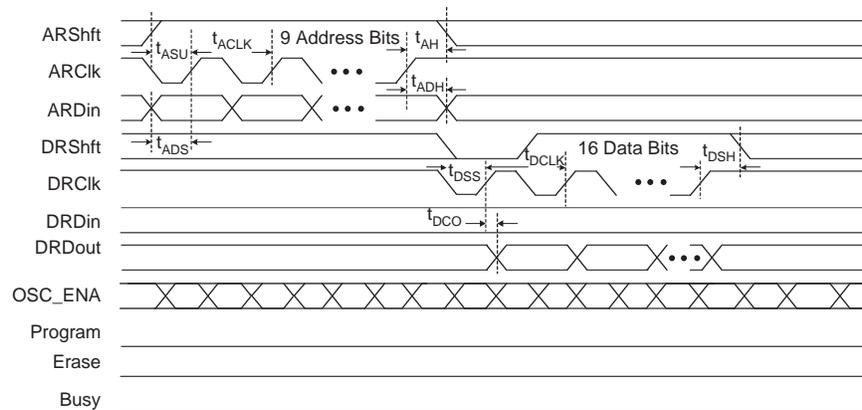 ARShft
tASU tACLK 9 Address Bits tAH
ARClk
tADH
ARDin
tADS
DRShft
16 Data Bits
tDSS tDCLK tDSH
DRClk
DRDin
tDCO
DRDout
OSC_ENA
Program
Erase
Busy